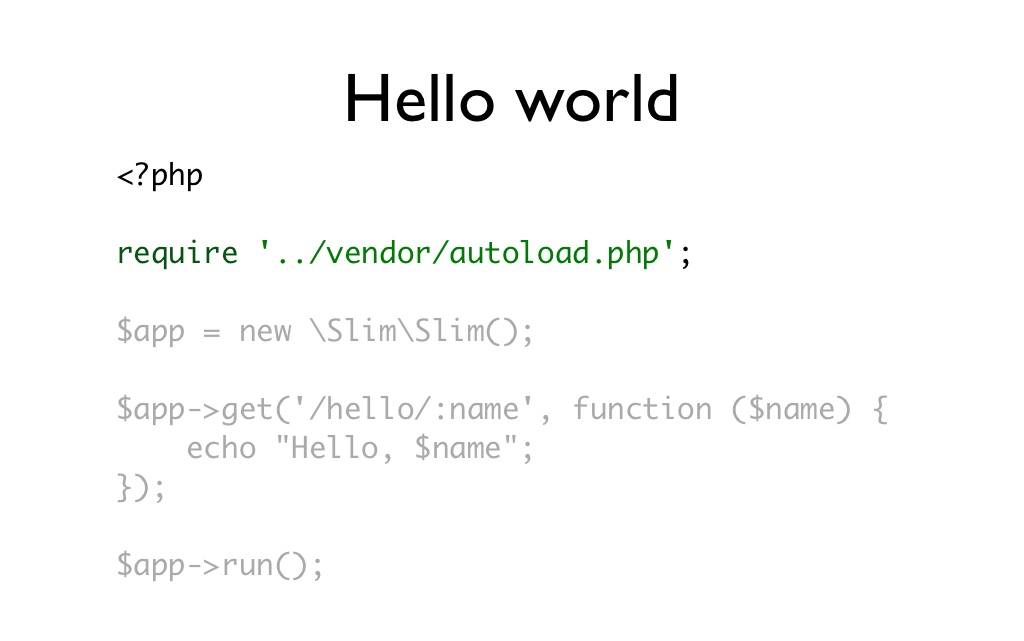 Hello world
<?php
require '../vendor/autoload.php';
$app = new \Slim\Slim();
$app->get('/hello/:name', function ($name) {
    echo "Hello, $name";
});
$app->run();